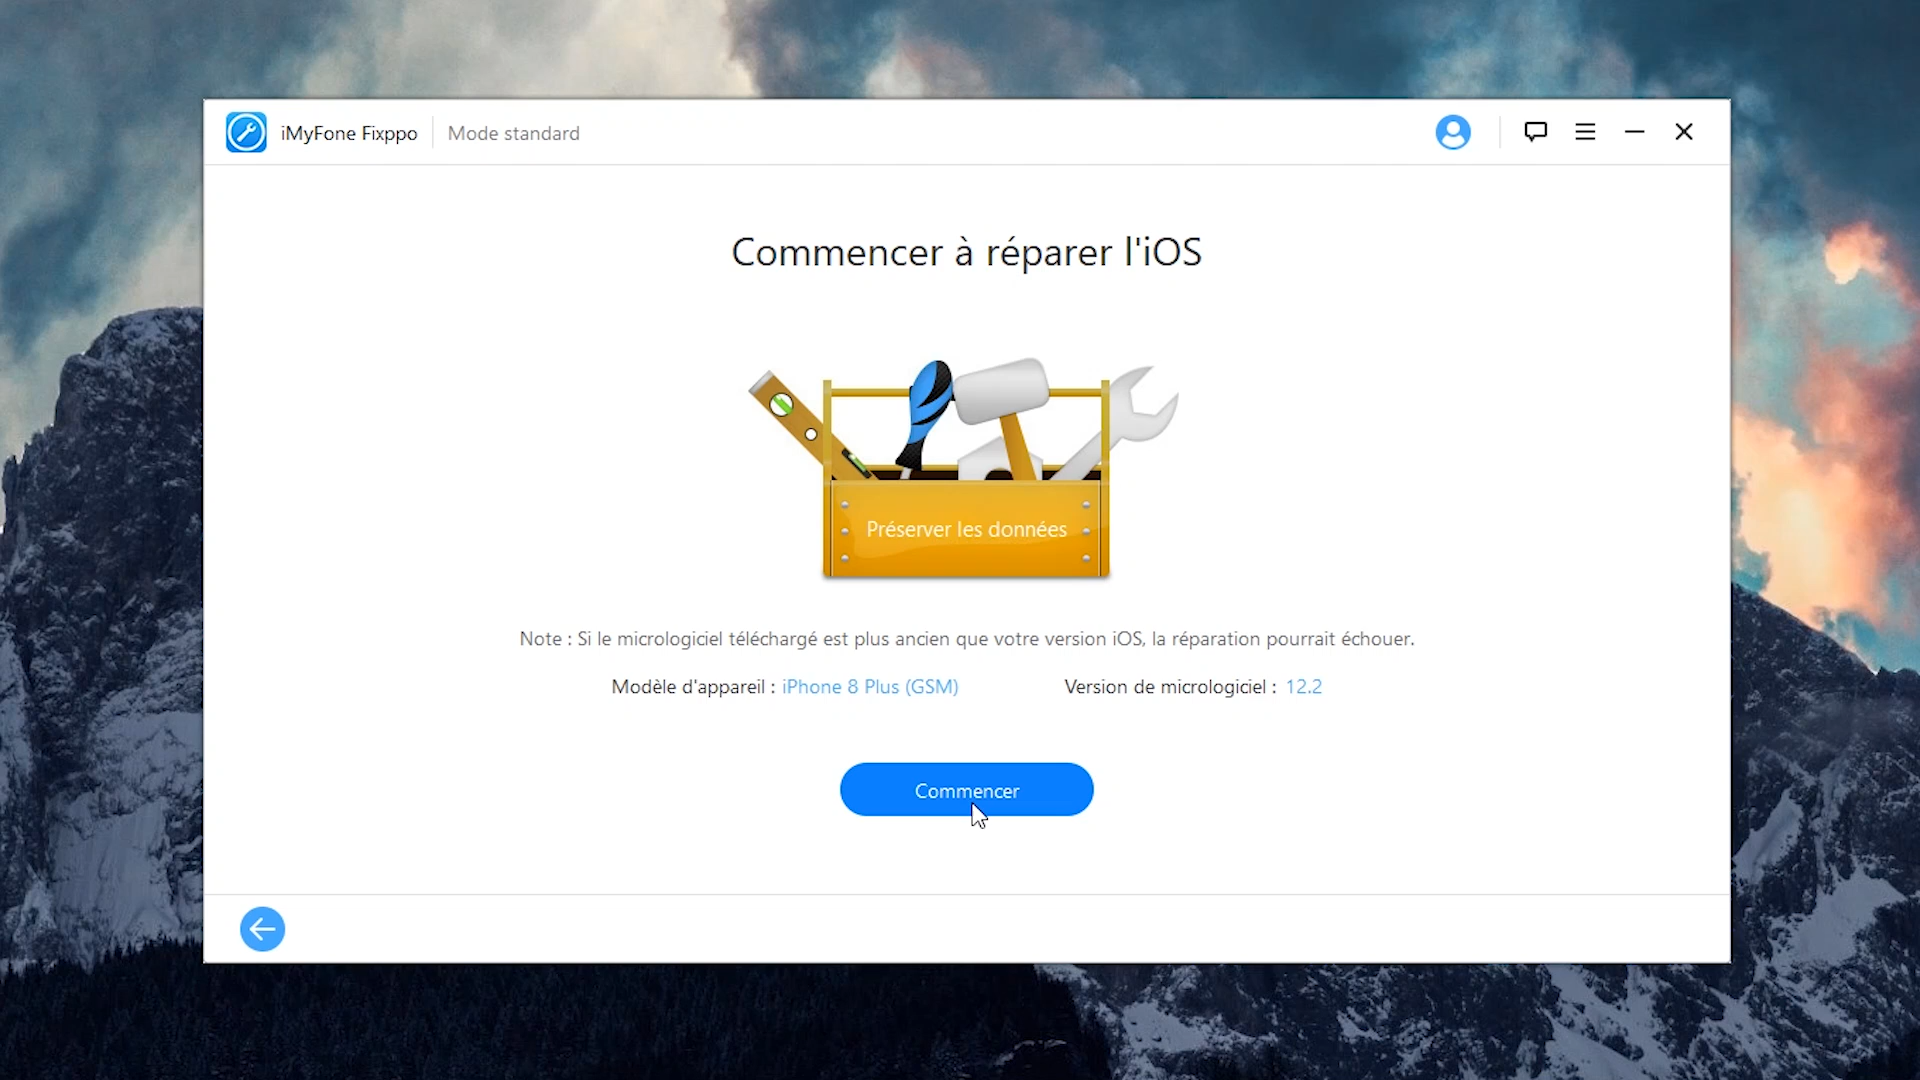 iMyFone Fixppo
Mode standard
Commencer à réparer l'iOS
Préserver les données
Note : Si le micrologiciel téléchargé est plus ancien que votre version iOS, la réparation pourrait échouer.
Modèle d'appareil : iPhone 8 Plus (GSM)
Version de micrologiciel : 12.2
Commencer